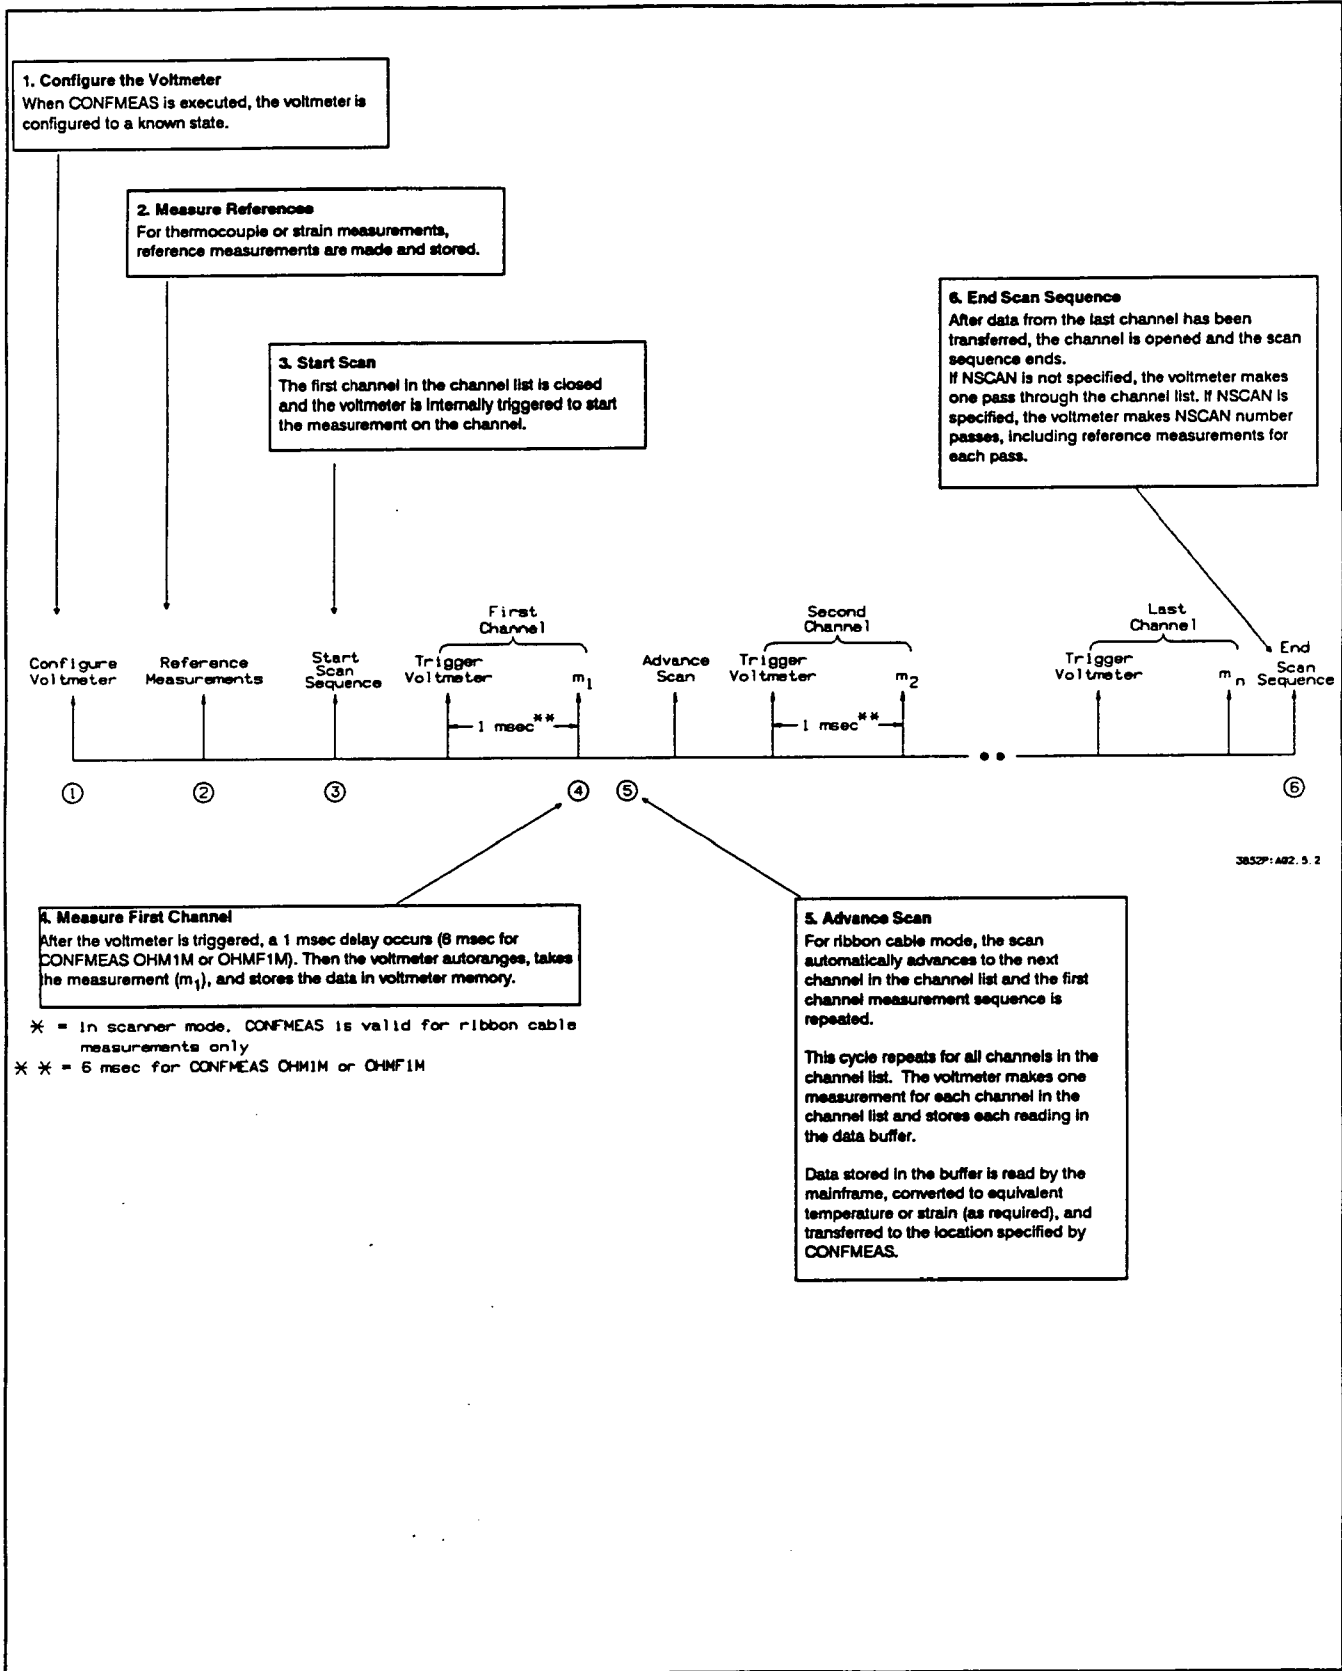 1. Configure the Voltmeter
When CONFMEAS is executed, the voltmeter is
configured to a known state.
2. Measure References
For thermocouple or strain measurements,
reference measurements are made and stored.
3. Start Scan
The first channel in the channel list is closed
and the voltmeter is internally triggered to start
the measurement on the channel.
6. End Scan Sequence
After data from the last channel has been
transferred, the channel is opened and the scan
sequence ends.
If NSCAN is not specified, the voltmeter makes
one pass through the channel list. If NSCAN is
specified, the voltmeter makes NSCAN number
passes, including reference measurements for
each pass.
First
Channel
Second
Channel
Last
Channel
Configure
Voltmeter
Reference
Measurements
Start
Scan
Sequence
Trigger
Voltmeter
m1
Advance
Scan
Trigger
Voltmeter
m2
Trigger
Voltmeter
mn
End
Scan
Sequence
1 msec**
1 msec**
① ② ③ ④ ⑤ ⑥
3852P:A02.5.2
4. Measure First Channel
After the voltmeter is triggered, a 1 msec delay occurs (6 msec for
CONFMEAS OHM1M or OHMF1M). Then the voltmeter autoranges, takes
the measurement (m1), and stores the data in voltmeter memory.
* = in scanner mode, CONFMEAS is valid for ribbon cable
measurements only
* * = 6 msec for CONFMEAS OHM1M or OHMF1M
5. Advance Scan
For ribbon cable mode, the scan
automatically advances to the next
channel in the channel list and the first
channel measurement sequence is
repeated.
This cycle repeats for all channels in the
channel list. The voltmeter makes one
measurement for each channel in the
channel list and stores each reading in
the data buffer.
Data stored in the buffer is read by the
mainframe, converted to equivalent
temperature or strain (as required), and
transferred to the location specified by
CONFMEAS.